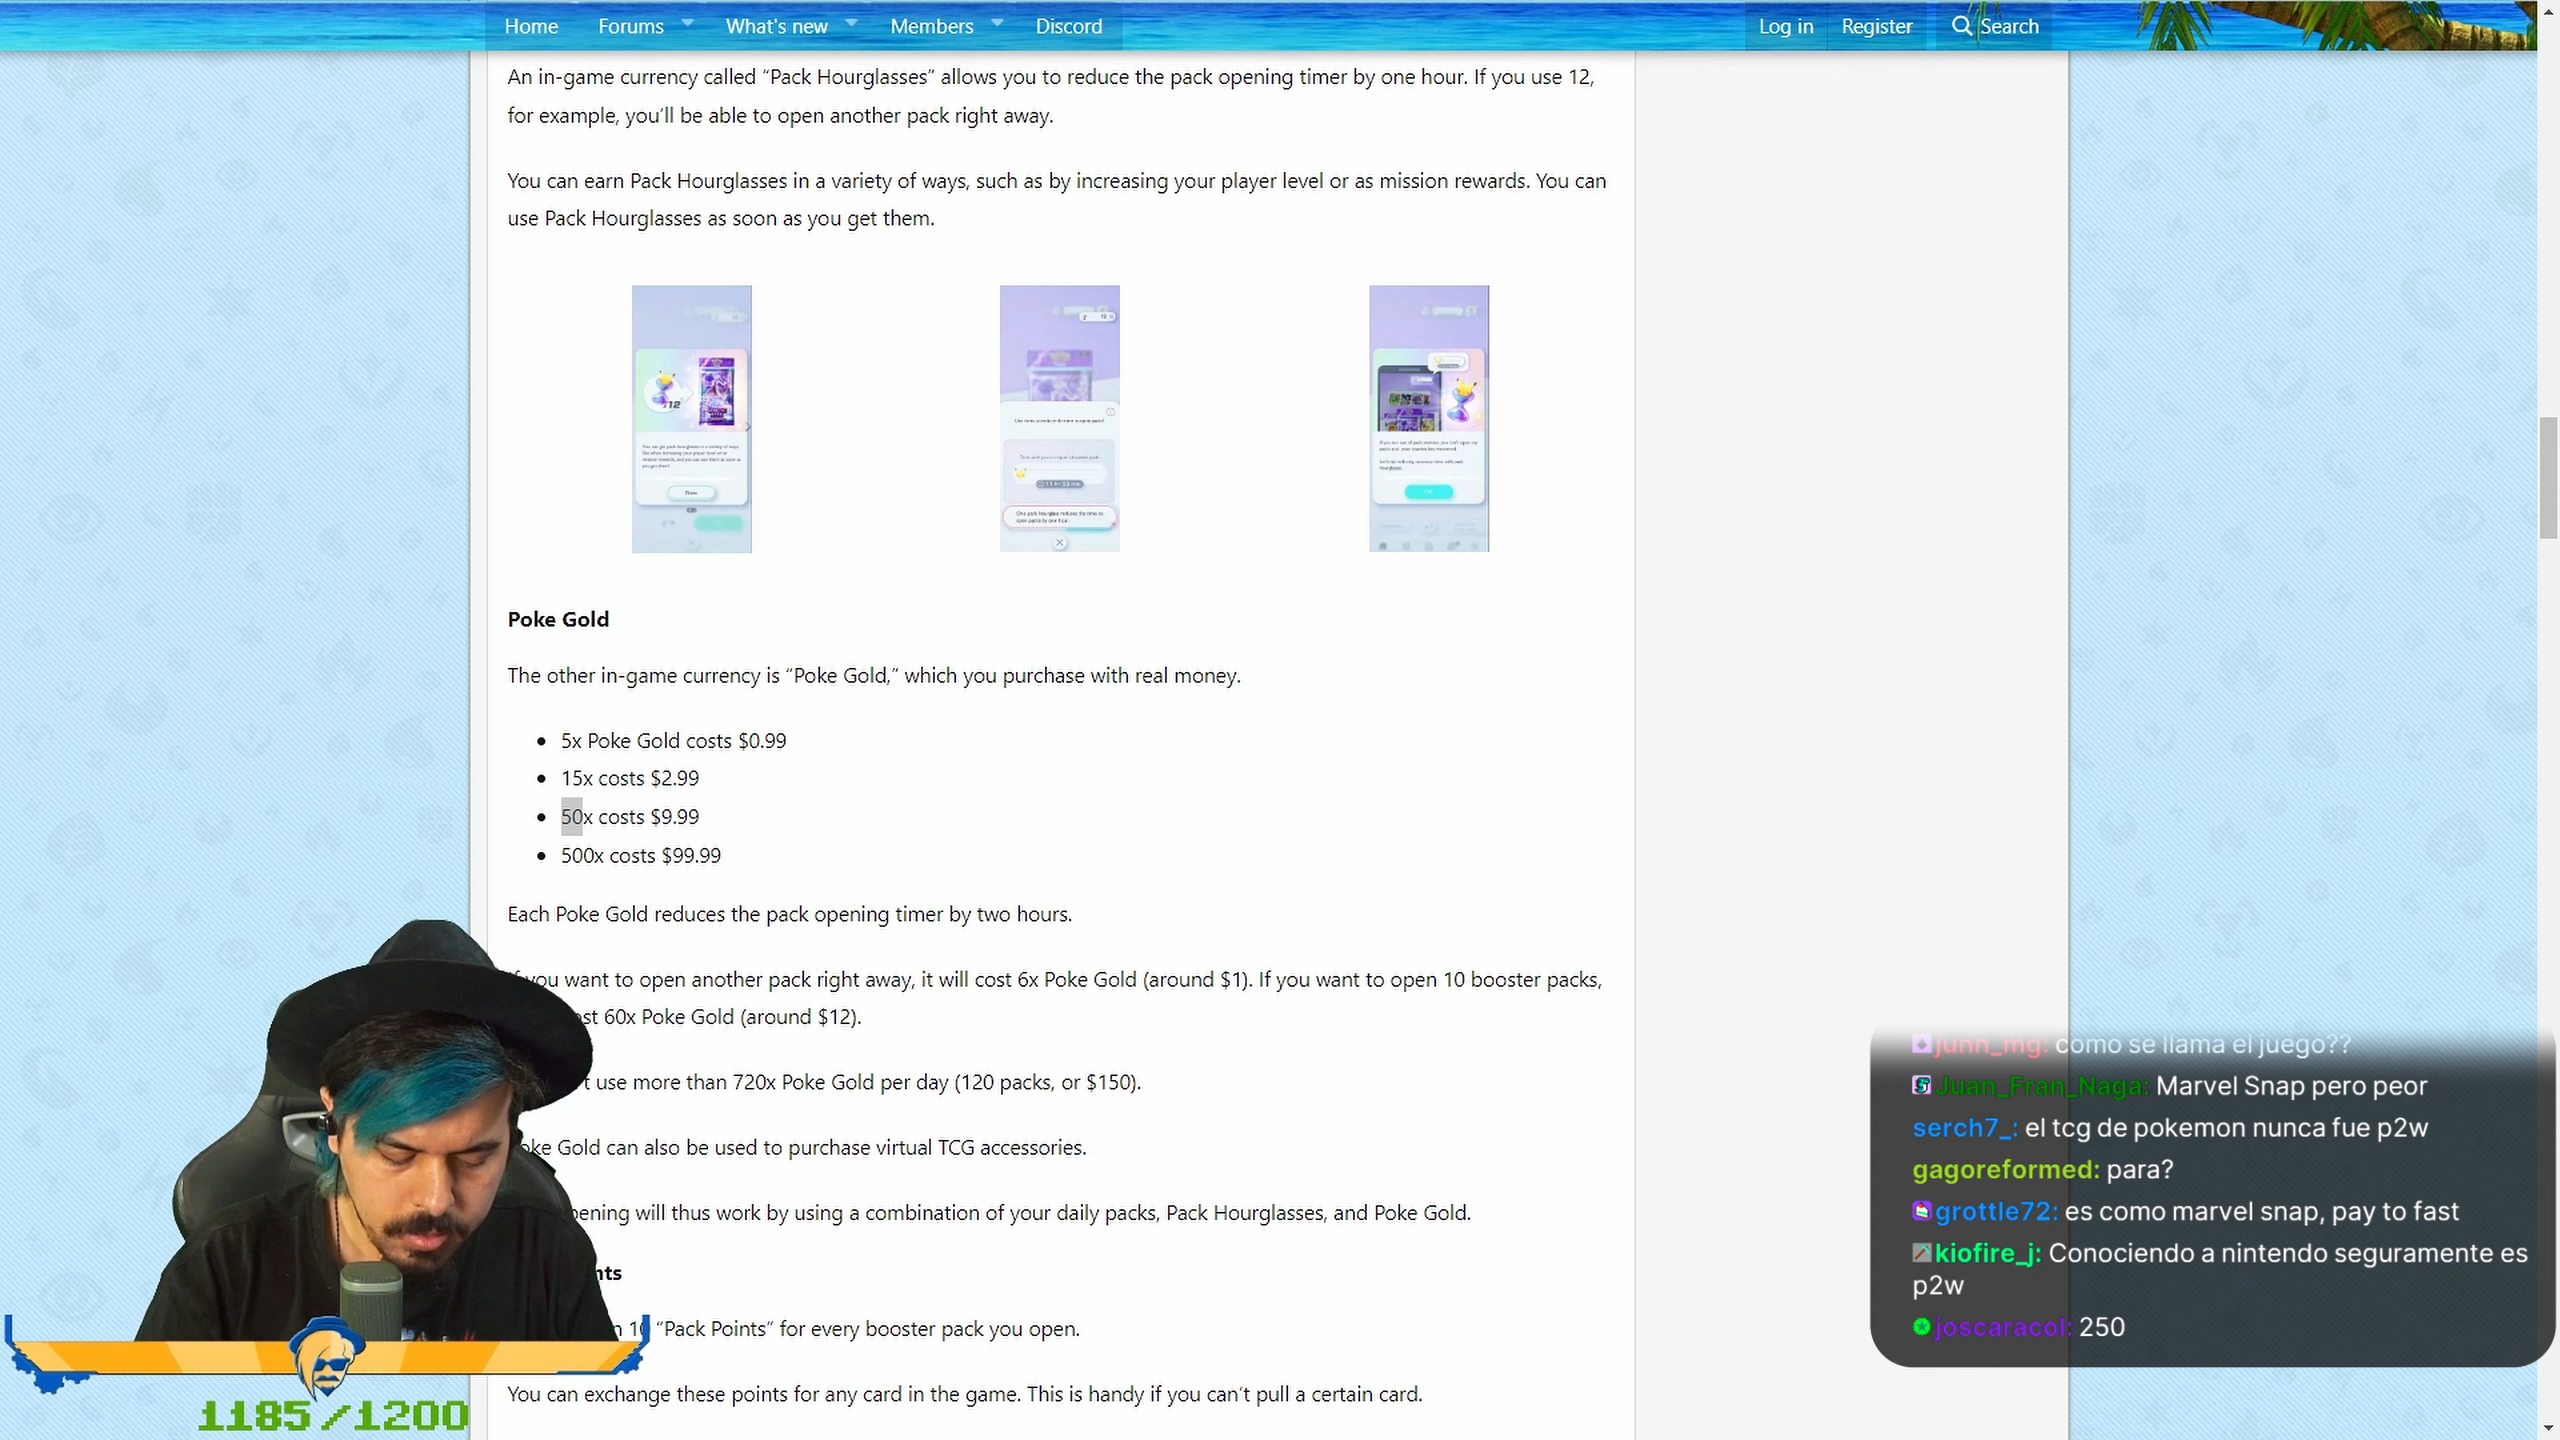 Home
Forums
What's new
Members
Discord
Log in
Register
Search
An in-game currency called “Pack Hourglasses” allows you to reduce the pack opening timer by one hour. If you use 12,
for example, you’ll be able to open another pack right away.
You can earn Pack Hourglasses in a variety of ways, such as by increasing your player level or as mission rewards. You can
use Pack Hourglasses as soon as you get them.
Poke Gold
The other in-game currency is “Poke Gold,” which you purchase with real money.
5x Poke Gold costs $0.99
15x costs $2.99
50x costs $9.99
500x costs $99.99
Each Poke Gold reduces the pack opening timer by two hours.
you want to open another pack right away, it will cost 6x Poke Gold (around $1). If you want to open 10 booster packs,
60x Poke Gold (around $12).
use more than 720x Poke Gold per day (120 packs, or $150).
Gold can also be used to purchase virtual TCG accessories.
will thus work by using a combination of your daily packs, Pack Hourglasses, and Poke Gold.
“Pack Points” for every booster pack you open.
You can exchange these points for any card in the game. This is handy if you can’t pull a certain card.
junn_mg: como se llama el juego??
Juan_Fran_Naga: Marvel Snap pero peor
serch7_: el tcg de pokemon nunca fue p2w
gagoreformed: para?
grottle72: es como marvel snap, pay to fast
kiofire_j: Conociendo a nintendo seguramente es
p2w
joscaracol: 250
1185/1200